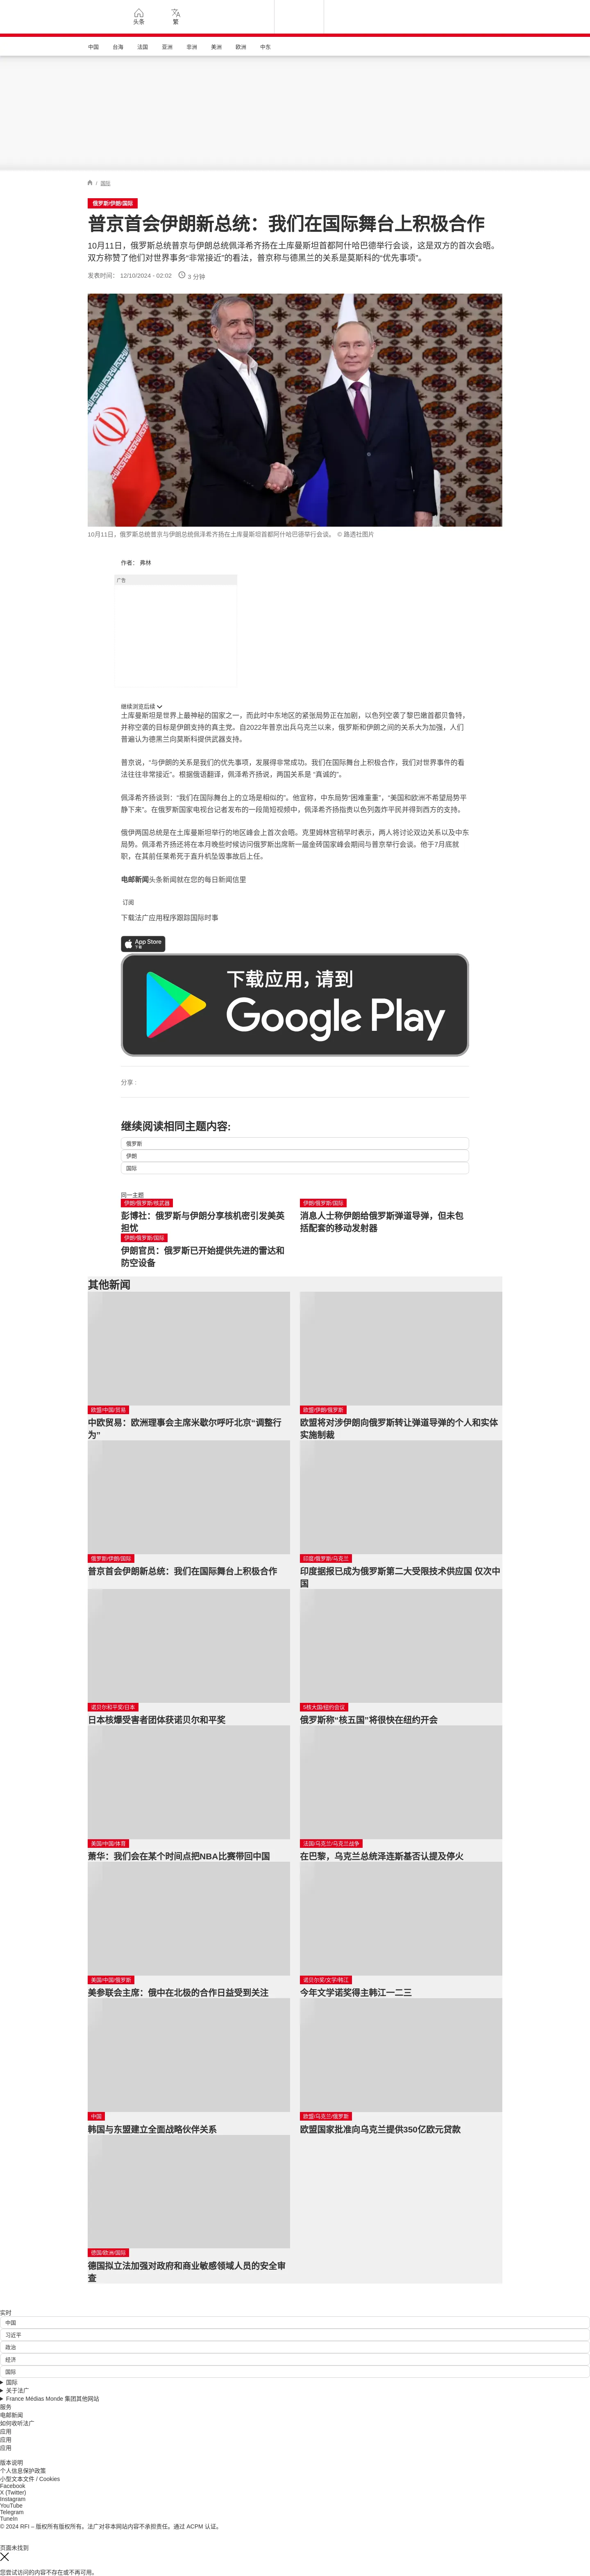 头条
繁
中国 台海 法国 亚洲 非洲 美洲 欧洲 中东
/ 国际
俄罗斯/伊朗/国际
普京首会伊朗新总统：我们在国际舞台上积极合作
10月11日，俄罗斯总统普京与伊朗总统佩泽希齐扬在土库曼斯坦首都阿什哈巴德举行会谈，这是双方的首次会晤。
双方称赞了他们对世界事务“非常接近”的看法，普京称与德黑兰的关系是莫斯科的“优先事项”。
发表时间： 12/10/2024 - 02:02 3 分钟
10月11日，俄罗斯总统普京与伊朗总统佩泽希齐扬在土库曼斯坦首都阿什哈巴德举行会谈。 © 路透社图片
作者： 弗林
广告
继续浏览后续
土库曼斯坦是世界上最神秘的国家之一，而此时中东地区的紧张局势正在加剧，以色列空袭了黎巴嫩首都贝鲁特，
并称空袭的目标是伊朗支持的真主党。自2022年普京出兵乌克兰以来，俄罗斯和伊朗之间的关系大为加强，人们
普遍认为德黑兰向莫斯科提供武器支持。
普京说，“与伊朗的关系是我们的优先事项，发展得非常成功。我们在国际舞台上积极合作，我们对世界事件的看
法往往非常接近”。根据俄语翻译，佩泽希齐扬说，两国关系是 “真诚的”。
佩泽希齐扬谈到：“我们在国际舞台上的立场是相似的”。他宣称，中东局势“困难重重”，“美国和欧洲不希望局势平
静下来”。在俄罗斯国家电视台记者发布的一段简短视频中，佩泽希齐扬指责以色列轰炸平民并得到西方的支持。
俄伊两国总统是在土库曼斯坦举行的地区峰会上首次会晤。克里姆林宫稍早时表示，两人将讨论双边关系以及中东
局势。佩泽希齐扬还将在本月晚些时候访问俄罗斯出席新一届金砖国家峰会期间与普京举行会谈。他于7月底就
职，在其前任莱希死于直升机坠毁事故后上任。
电邮新闻头条新闻就在您的每日新闻信里
订阅
下载法广应用程序跟踪国际时事
App Store
下载
下载应用，请到
Google Play
分享 :
继续阅读相同主题内容:
俄罗斯
伊朗
国际
同一主题
伊朗/俄罗斯/核武器
彭博社：俄罗斯与伊朗分享核机密引发美英
担忧
伊朗/俄罗斯/国际
消息人士称伊朗给俄罗斯弹道导弹，但未包
括配套的移动发射器
伊朗/俄罗斯/国际
伊朗官员：俄罗斯已开始提供先进的雷达和
防空设备
其他新闻
欧盟/中国/贸易
中欧贸易：欧洲理事会主席米歇尔呼吁北京“调整行
为”
欧盟/伊朗/俄罗斯
欧盟将对涉伊朗向俄罗斯转让弹道导弹的个人和实体
实施制裁
俄罗斯/伊朗/国际
普京首会伊朗新总统：我们在国际舞台上积极合作
印度/俄罗斯/乌克兰
印度据报已成为俄罗斯第二大受限技术供应国 仅次中
国
诺贝尔和平奖/日本
日本核爆受害者团体获诺贝尔和平奖
5核大国/纽约会议
俄罗斯称“核五国”将很快在纽约开会
美国/中国/体育
萧华：我们会在某个时间点把NBA比赛带回中国
法国/乌克兰/乌克兰战争
在巴黎，乌克兰总统泽连斯基否认提及停火
美国/中国/俄罗斯
美参联会主席：俄中在北极的合作日益受到关注
诺贝尔奖/文学/韩江
今年文学诺奖得主韩江一二三
中国
韩国与东盟建立全面战略伙伴关系
欧盟/乌克兰/俄罗斯
欧盟国家批准向乌克兰提供350亿欧元贷款
德国/欧洲/国际
德国拟立法加强对政府和商业敏感领域人员的安全审
查
实时
中国
习近平
政治
经济
国际
国际
关于法广
France Médias Monde 集团其他网站
服务
电邮新闻
如何收听法广
应用
应用
应用
版本说明
个人信息保护政策
小型文本文件 / Cookies
Facebook
X (Twitter)
Instagram
YouTube
Telegram
TuneIn
© 2024 RFI – 版权所有版权所有。法广对非本网站内容不承担责任。通过 ACPM 认证。
页面未找到
您尝试访问的内容不存在或不再可用。